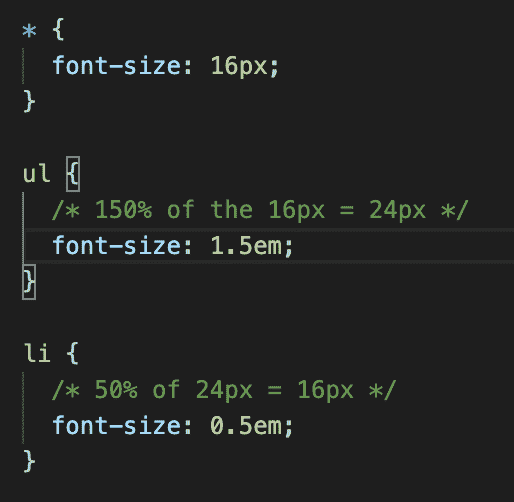 * {
font-size: 16px;
}
ul {
/* 150% of the 16px = 24px */
font-size: 1.5em;
}
li {
/* 50% of 24px = 16px */
font-size: 0.5em;
}